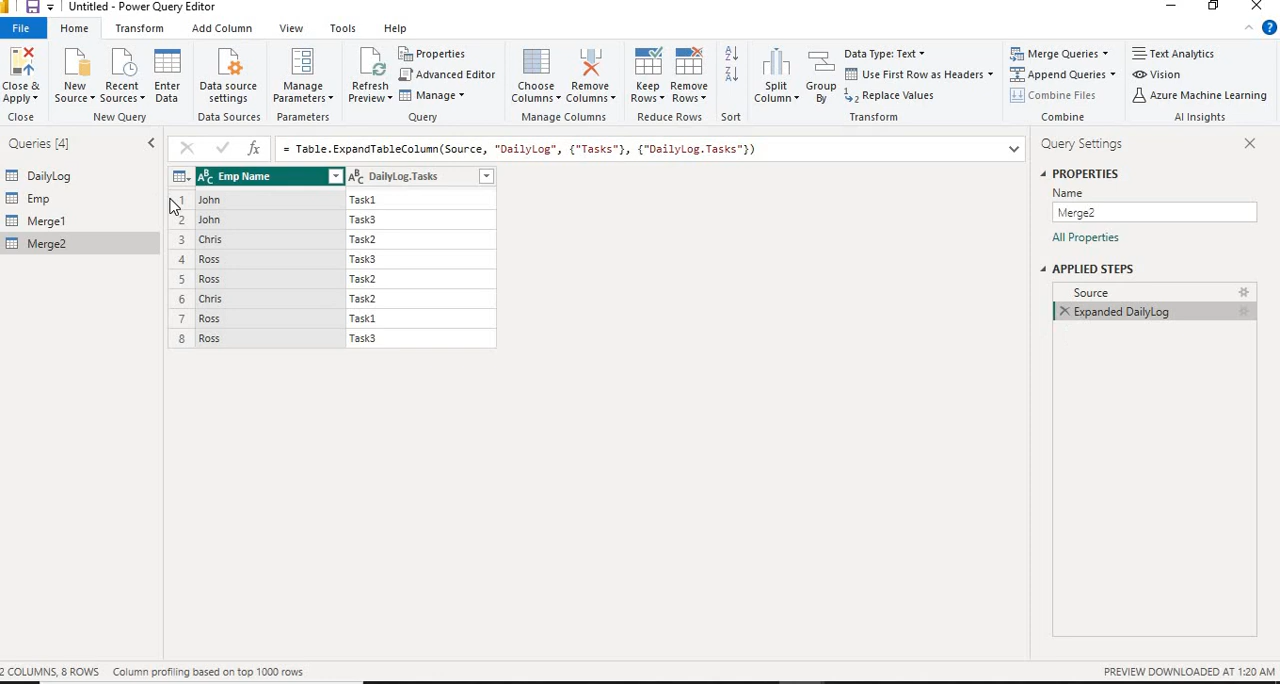 Untitled - Power Query Editor
File Home Transform Add Column View Tools Help
Close & Apply
New Source
Recent Sources
Enter Data
Data source settings
Manage Parameters
Refresh Preview
Properties
Advanced Editor
Manage
Choose Columns
Remove Columns
Keep Rows
Remove Rows
Split Column
Group By
Data Type: Text
Use First Row as Headers
Replace Values
Merge Queries
Append Queries
Combine Files
Text Analytics
Vision
Azure Machine Learning
Close New Query Data Sources Parameters Query Manage Columns Reduce Rows Sort Transform Combine AI Insights
Queries [4]
DailyLog
Emp
Merge1
Merge2
fx = Table.ExpandTableColumn(Source, "DailyLog", {"Tasks"}, {"DailyLog.Tasks"})
ABC Emp Name ABC DailyLog.Tasks
1 John Task1
2 John Task3
3 Chris Task2
4 Ross Task3
5 Ross Task2
6 Chris Task2
7 Ross Task1
8 Ross Task3
Query Settings
PROPERTIES
Name
Merge2
All Properties
APPLIED STEPS
Source
Expanded DailyLog
2 COLUMNS, 8 ROWS Column profiling based on top 1000 rows PREVIEW DOWNLOADED AT 1:20 AM